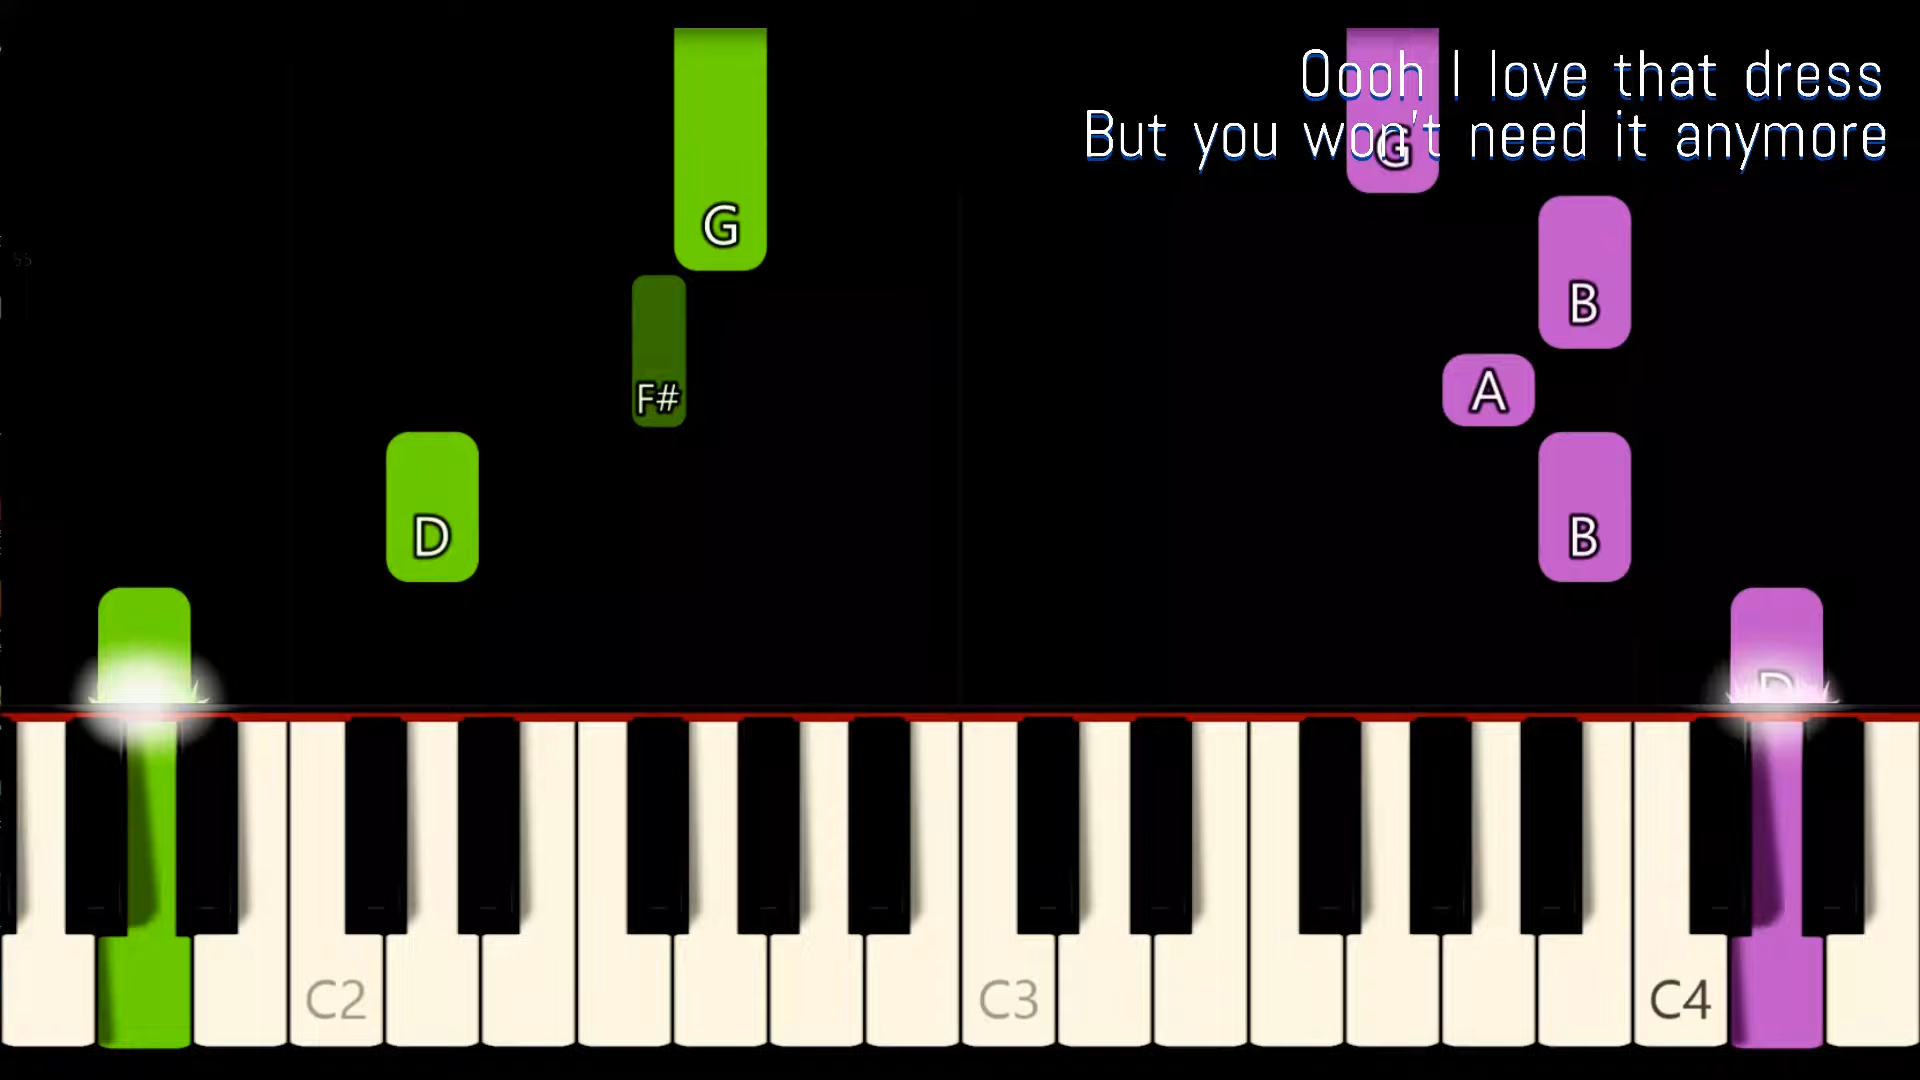 Oooh I love that dress
But you won't need it anymore
G
G
B
F#
A
D
B
D
C2
C3
C4